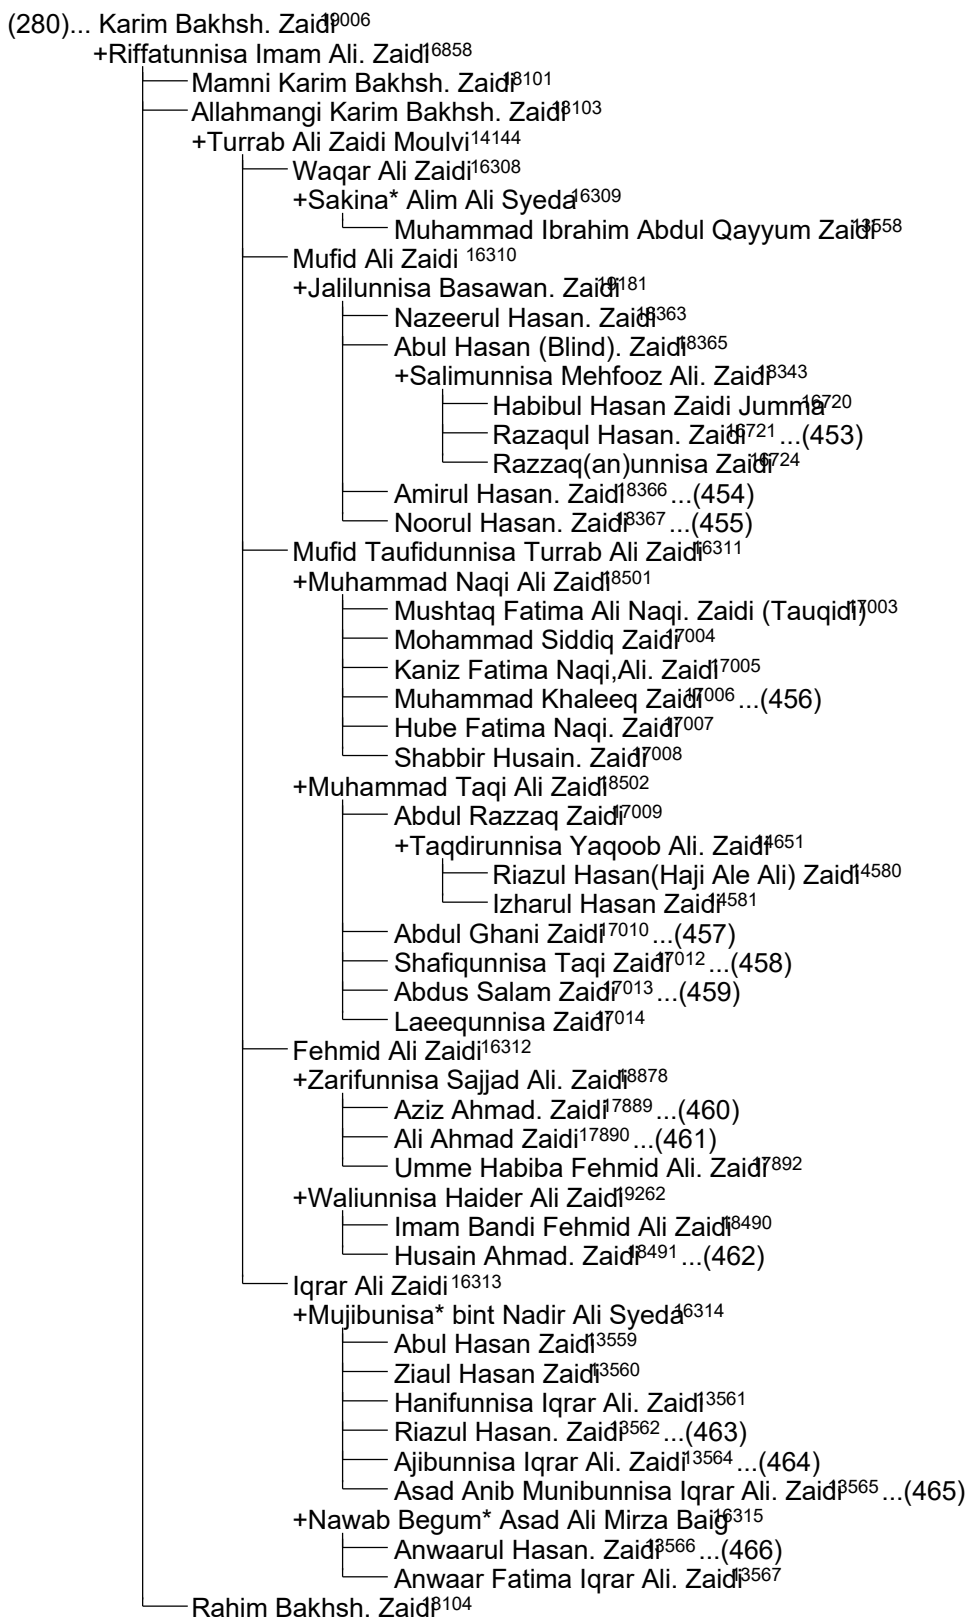 (280)... Karim Bakhsh. Zaidi19006
+Riffatunnisa Imam Ali. Zaidi16858
Mamni Karim Bakhsh. Zaidi18101
Allahmangi Karim Bakhsh. Zaidi18103
+Turrab Ali Zaidi Moulvi14144
Waqar Ali Zaidi16308
+Sakina* Alim Ali Syeda16309
Muhammad Ibrahim Abdul Qayyum Zaidi13558
Mufid Ali Zaidi 16310
+Jalilunnisa Basawan. Zaidi19181
Nazeerul Hasan. Zaidi18363
Abul Hasan (Blind). Zaidi18365
+Salimunnisa Mehfooz Ali. Zaidi18343
Habibul Hasan Zaidi Jumma16720
Razaqul Hasan. Zaidi16721 ...(453)
Razzaq(an)unnisa Zaidi16724
Amirul Hasan. Zaidi18366 ...(454)
Noorul Hasan. Zaidi18367 ...(455)
Mufid Taufidunnisa Turrab Ali Zaidi16311
+Muhammad Naqi Ali Zaidi18501
Mushtaq Fatima Ali Naqi. Zaidi (Tauqidi)17003
Mohammad Siddiq Zaidi17004
Kaniz Fatima Naqi,Ali. Zaidi17005
Muhammad Khaleeq Zaidi17006 ...(456)
Hube Fatima Naqi. Zaidi17007
Shabbir Husain. Zaidi17008
+Muhammad Taqi Ali Zaidi18502
Abdul Razzaq Zaidi17009
+Taqdirunnisa Yaqoob Ali. Zaidi14651
Riazul Hasan(Haji Ale Ali) Zaidi14580
Izharul Hasan Zaidi14581
Abdul Ghani Zaidi17010 ...(457)
Shafiqunnisa Taqi Zaidi17012 ...(458)
Abdus Salam Zaidi17013 ...(459)
Laeequnnisa Zaidi17014
Fehmid Ali Zaidi16312
+Zarifunnisa Sajjad Ali. Zaidi18878
Aziz Ahmad. Zaidi17889 ...(460)
Ali Ahmad Zaidi17890 ...(461)
Umme Habiba Fehmid Ali. Zaidi17892
+Waliunnisa Haider Ali Zaidi19262
Imam Bandi Fehmid Ali Zaidi18490
Husain Ahmad. Zaidi18491 ...(462)
Iqrar Ali Zaidi16313
+Mujibunisa* bint Nadir Ali Syeda16314
Abul Hasan Zaidi13559
Ziaul Hasan Zaidi13560
Hanifunnisa Iqrar Ali. Zaidi13561
Riazul Hasan. Zaidi13562 ...(463)
Ajibunnisa Iqrar Ali. Zaidi13564 ...(464)
Asad Anib Munibunnisa Iqrar Ali. Zaidi13565 ...(465)
+Nawab Begum* Asad Ali Mirza Baig16315
Anwaarul Hasan. Zaidi13566 ...(466)
Anwaar Fatima Iqrar Ali. Zaidi13567
Rahim Bakhsh. Zaidi18104